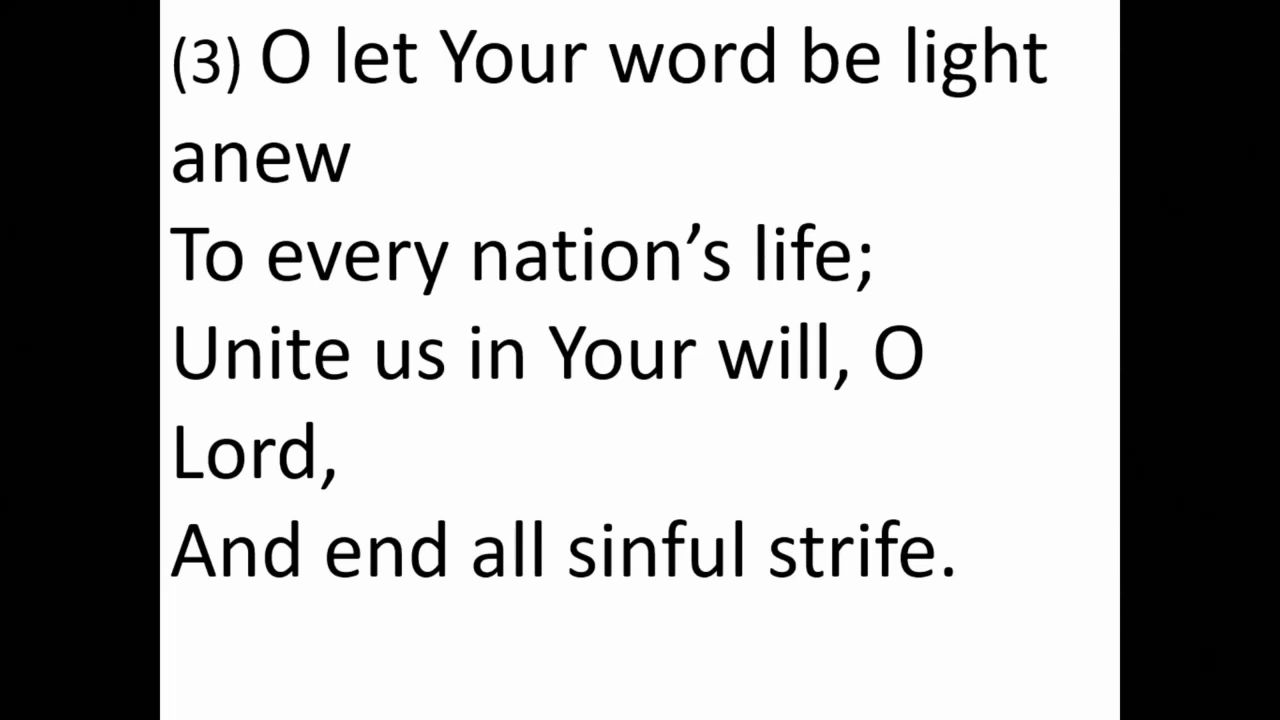 (3) O let Your word be light
anew
To every nation’s life;
Unite us in Your will, O
Lord,
And end all sinful strife.